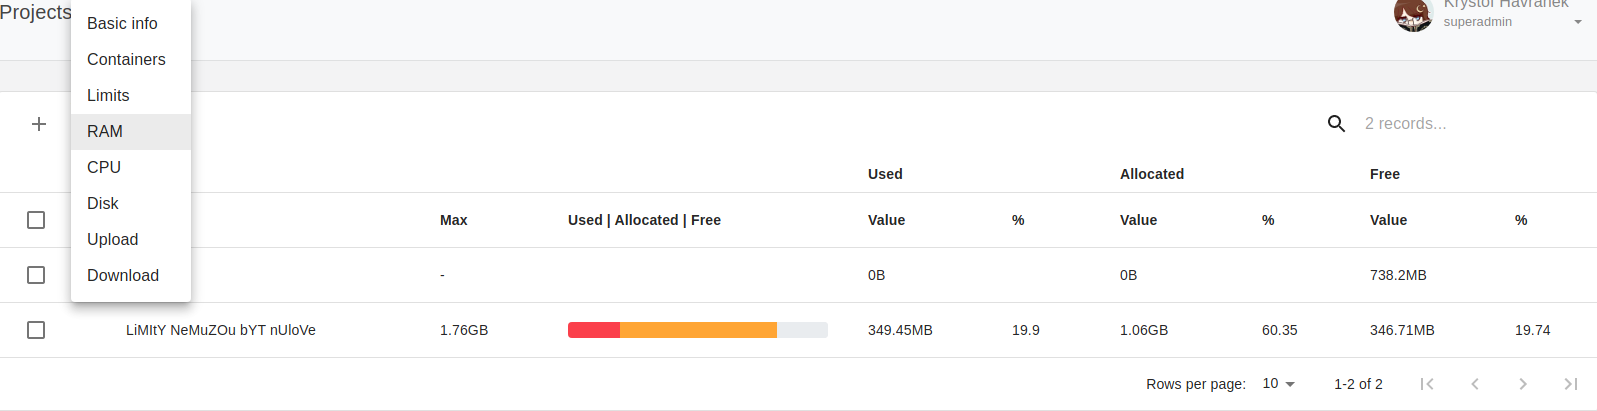 Projects
Krystof Havranek
superadmin
Basic info
Containers
Limits
RAM
CPU
Disk
Upload
Download
2 records...
Used Allocated Free
Max Used | Allocated | Free Value % Value % Value %
- 0B 0B 738.2MB
LiMItY NeMuZOu bYT nUloVe 1.76GB 349.45MB 19.9 1.06GB 60.35 346.71MB 19.74
Rows per page: 10 1-2 of 2